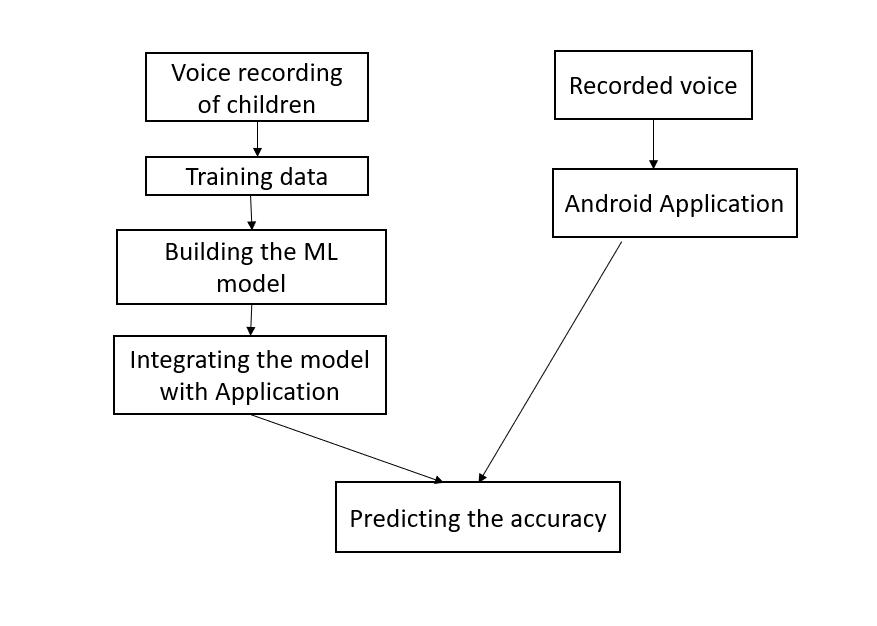 Voice recording
of children
Training data
Building the ML
model
Integrating the model
with Application
Recorded voice
Android Application
Predicting the accuracy